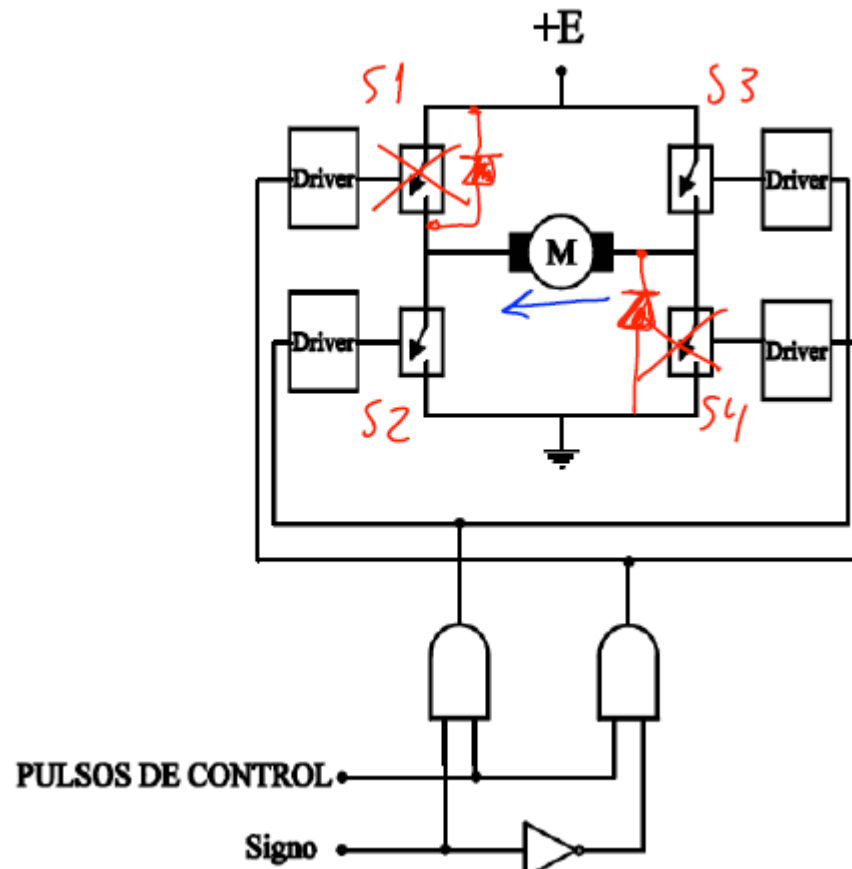 +E
S1
S3
Driver
Driver
M
Driver
Driver
S2
S4
PULSOS DE CONTROL
Signo